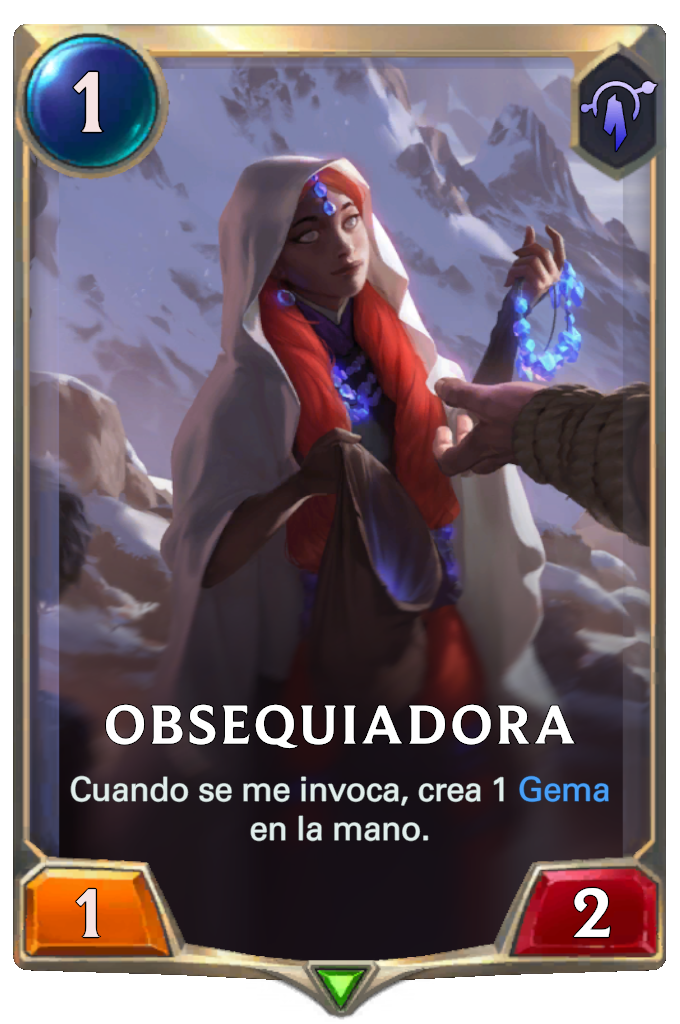 1
OBSEQUIADORA
Cuando se me invoca, crea 1 Gema
en la mano.
1
2